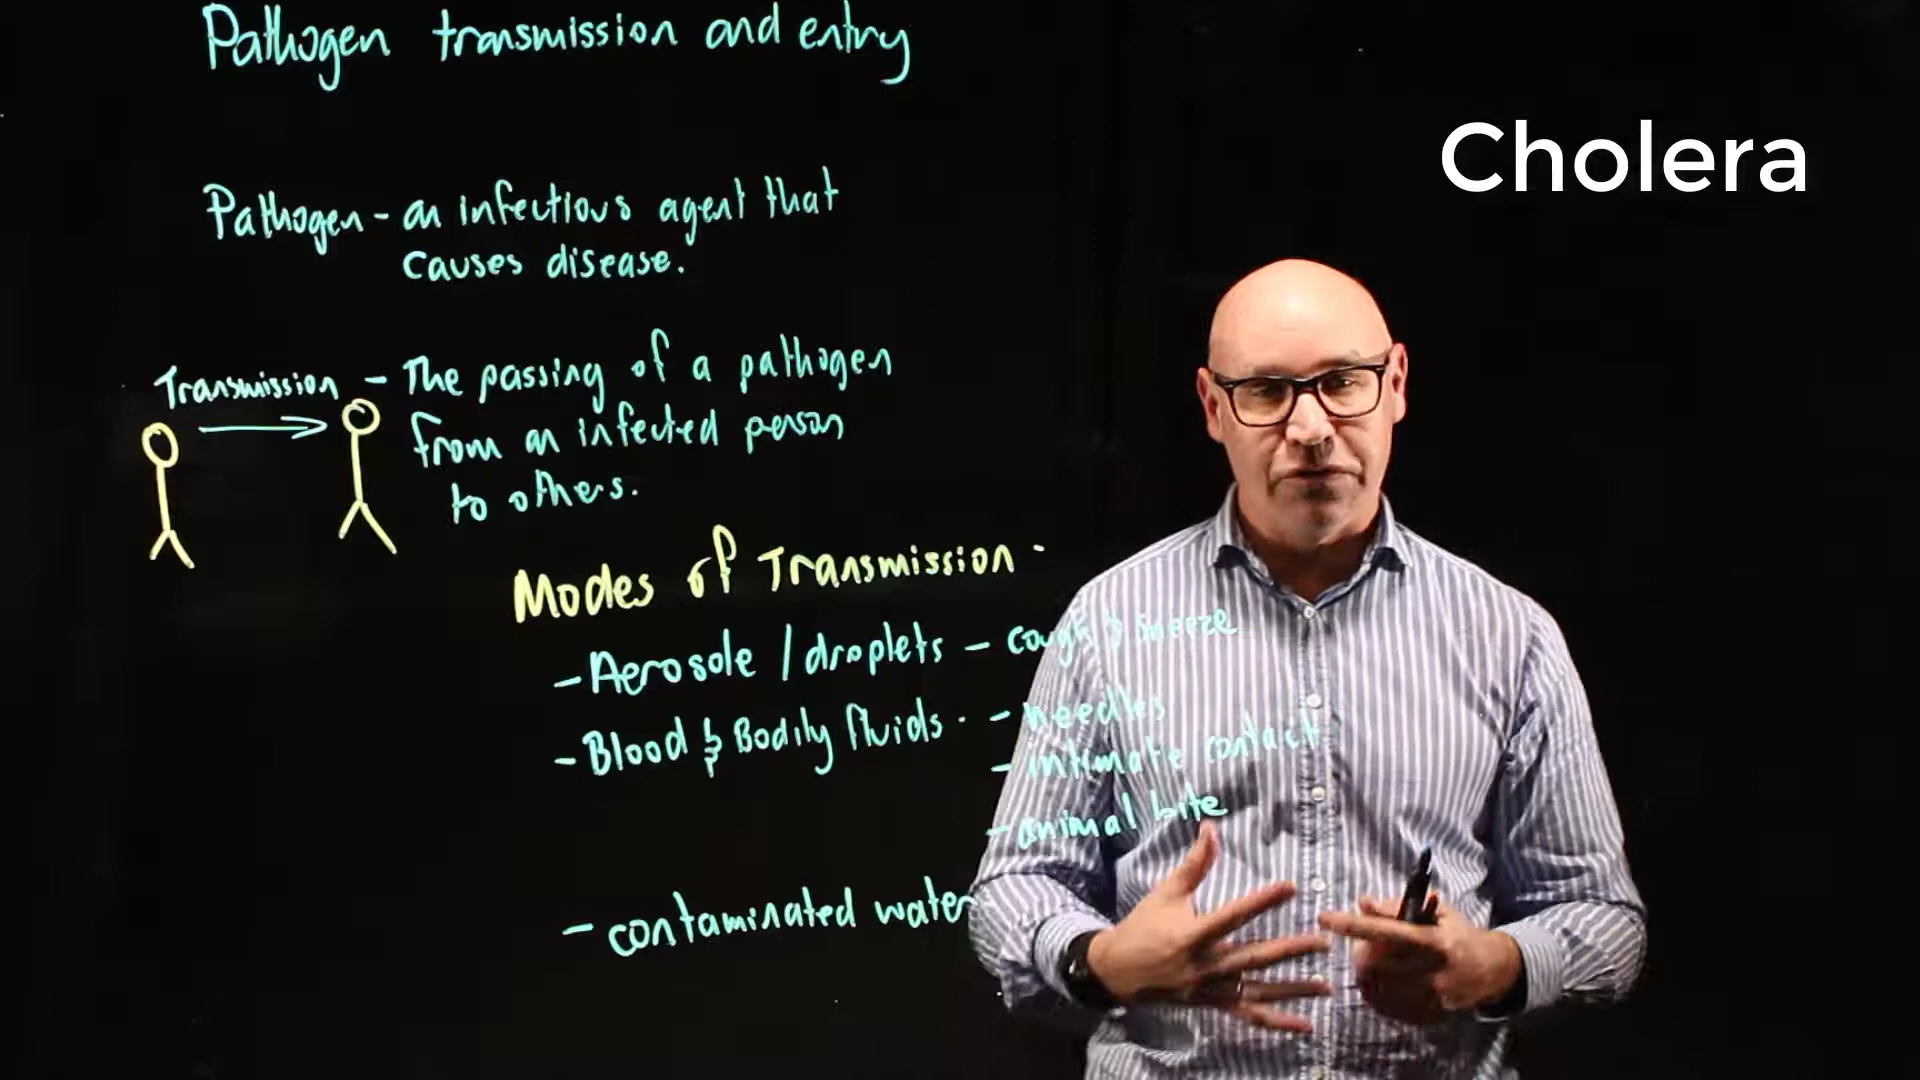 Pathogen transmission and entry
Cholera
Pathogen - an infectious agent that
causes disease.
Transmission - The passing of a pathogen
from an infected person
to others.
Modes of Transmission.
- Aerosole / droplets - cough & sneeze
- Blood & Bodily fluids. - needles
- intimate contact
- animal bite
- contaminated water